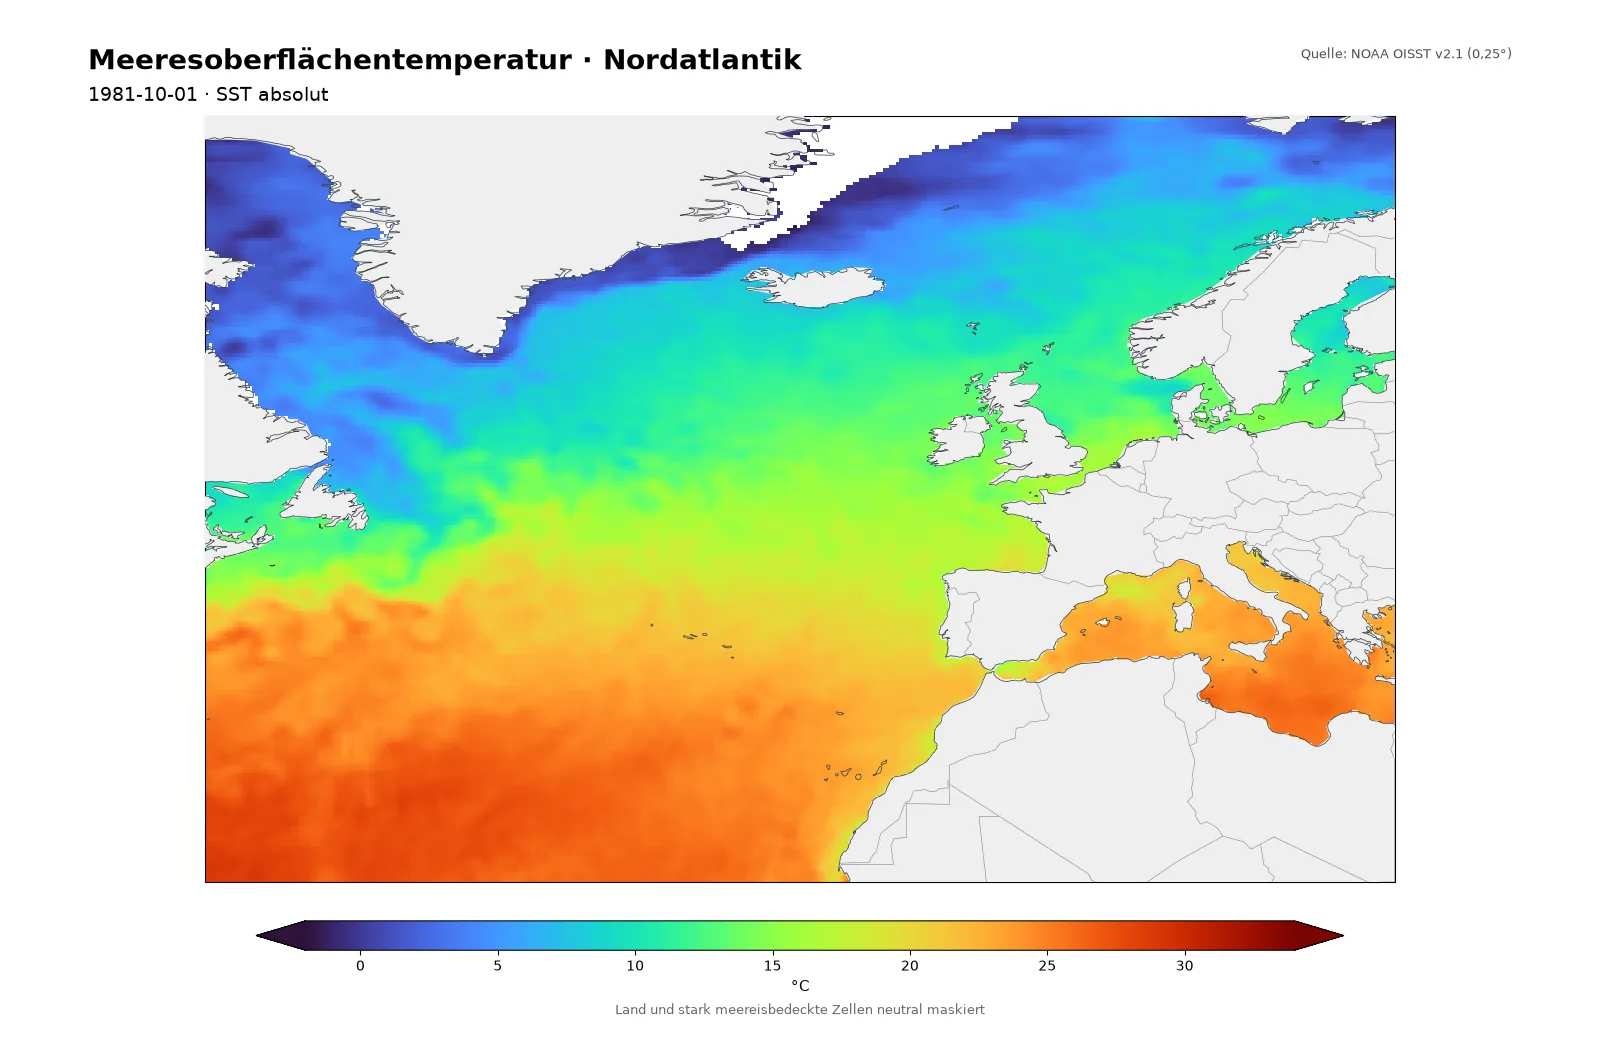 Meeresoberflächentemperatur · Nordatlantik
Quelle: NOAA OISST v2.1 (0,25°)
1981-10-01 · SST absolut
0 5 10 15 20 25 30
°C
Land und stark meereisbedeckte Zellen neutral maskiert